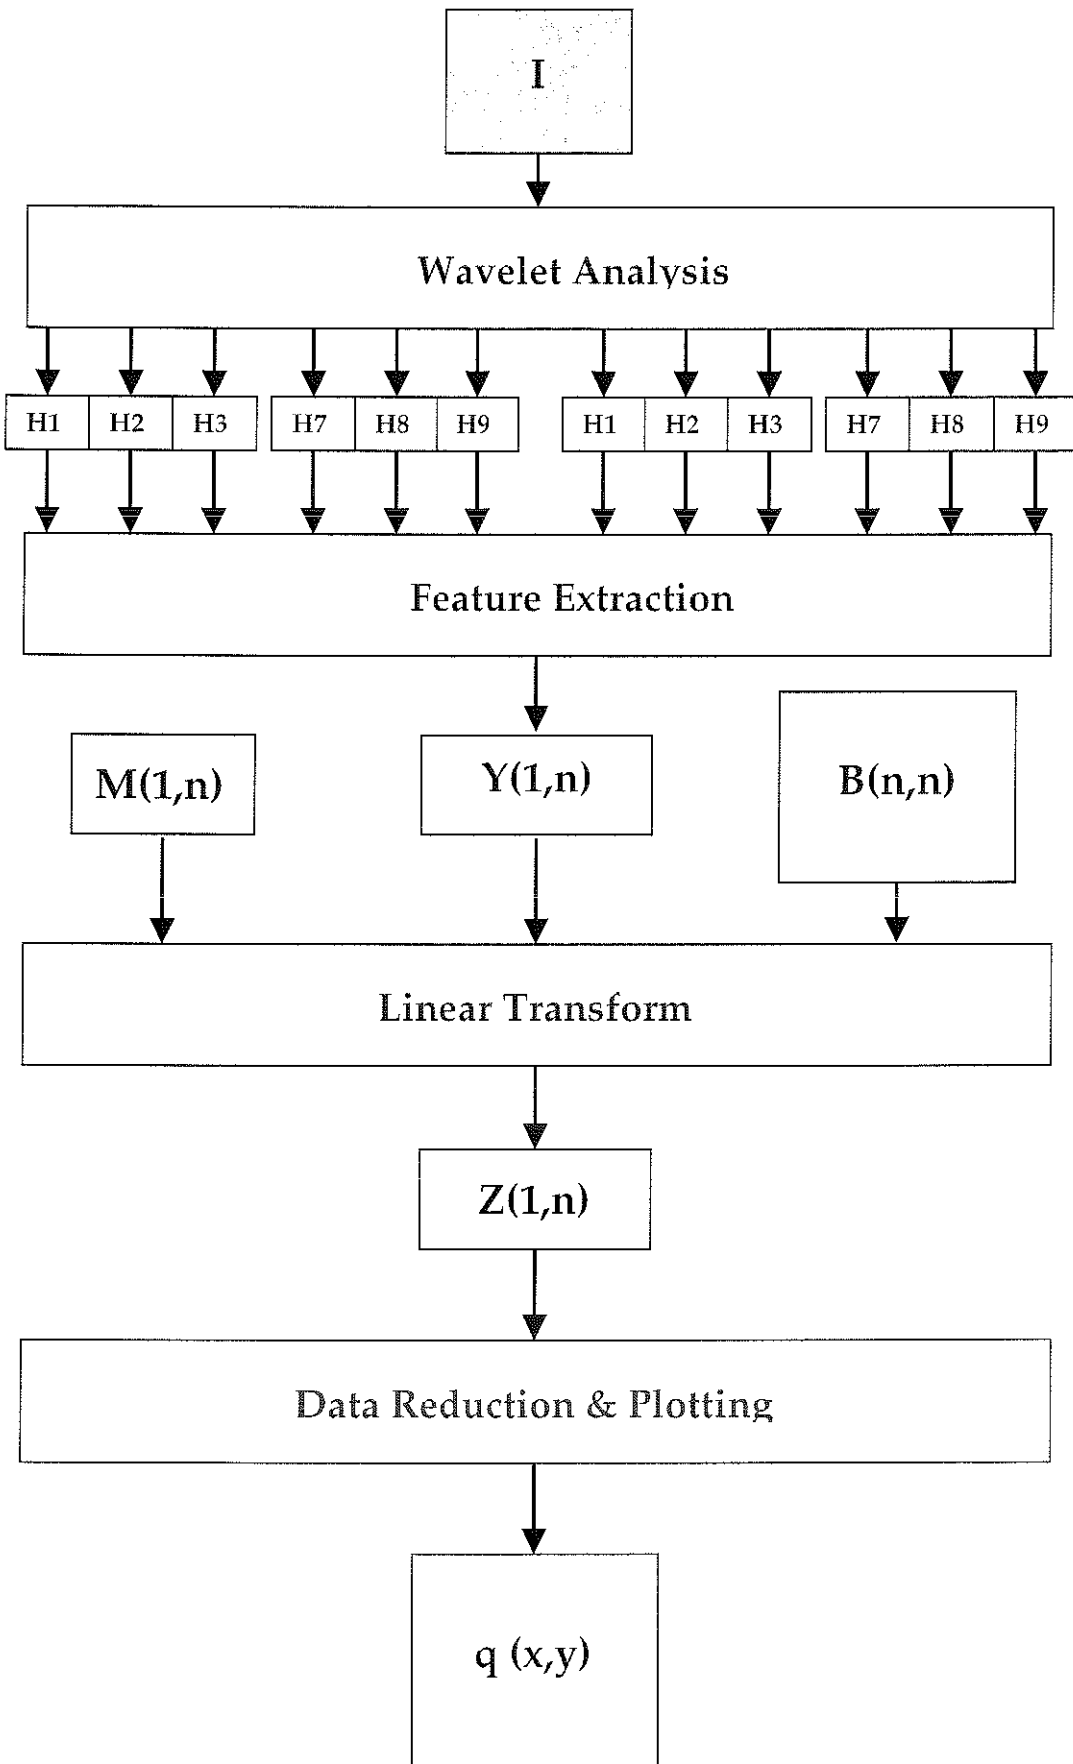 I
Wavelet Analysis
H1 H2 H3 H7 H8 H9 H1 H2 H3 H7 H8 H9
Feature Extraction
M(1,n) Y(1,n) B(n,n)
Linear Transform
Z(1,n)
Data Reduction & Plotting
q (x,y)